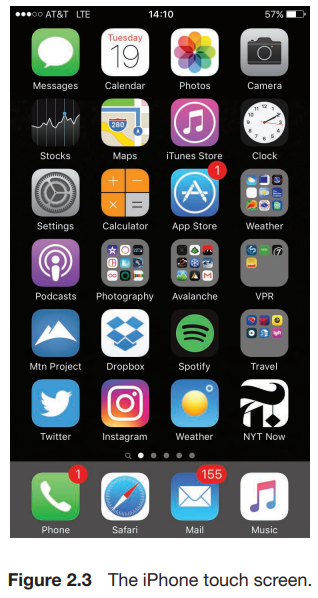 AT&T LTE 14:10 57%
Tuesday
19
Messages Calendar Photos Camera
280
Stocks Maps iTunes Store Clock
1
Settings Calculator App Store Weather
Podcasts Photography Avalanche VPR
Mtn Project Dropbox Spotify Travel
Twitter Instagram Weather NYT Now
1 155
Phone Safari Mail Music
Figure 2.3 The iPhone touch screen.